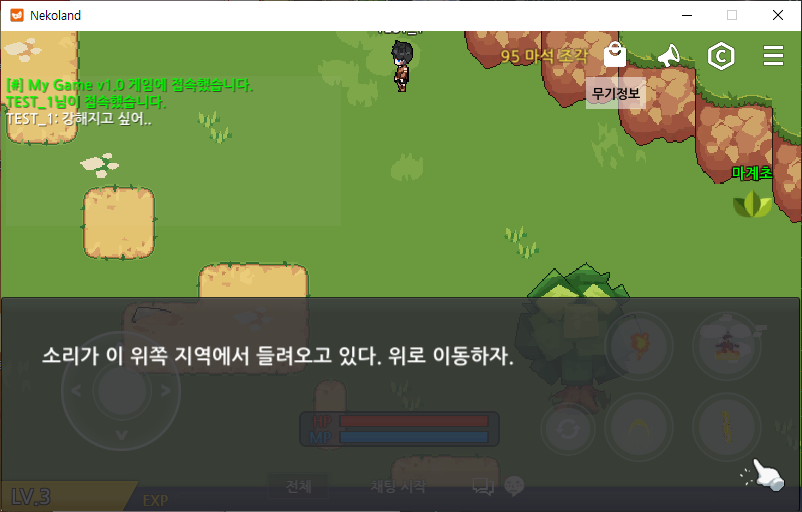 Nekoland
TEST_1
95 마석 조각
[#] My Game v1.0 게임에 접속했습니다.
TEST_1님이 접속했습니다.
TEST_1: 강해지고 싶어..
무기정보
마계초
소리가 이 위쪽 지역에서 들려오고 있다. 위로 이동하자.
HP
MP
전체
채팅 시작
LV.3
EXP